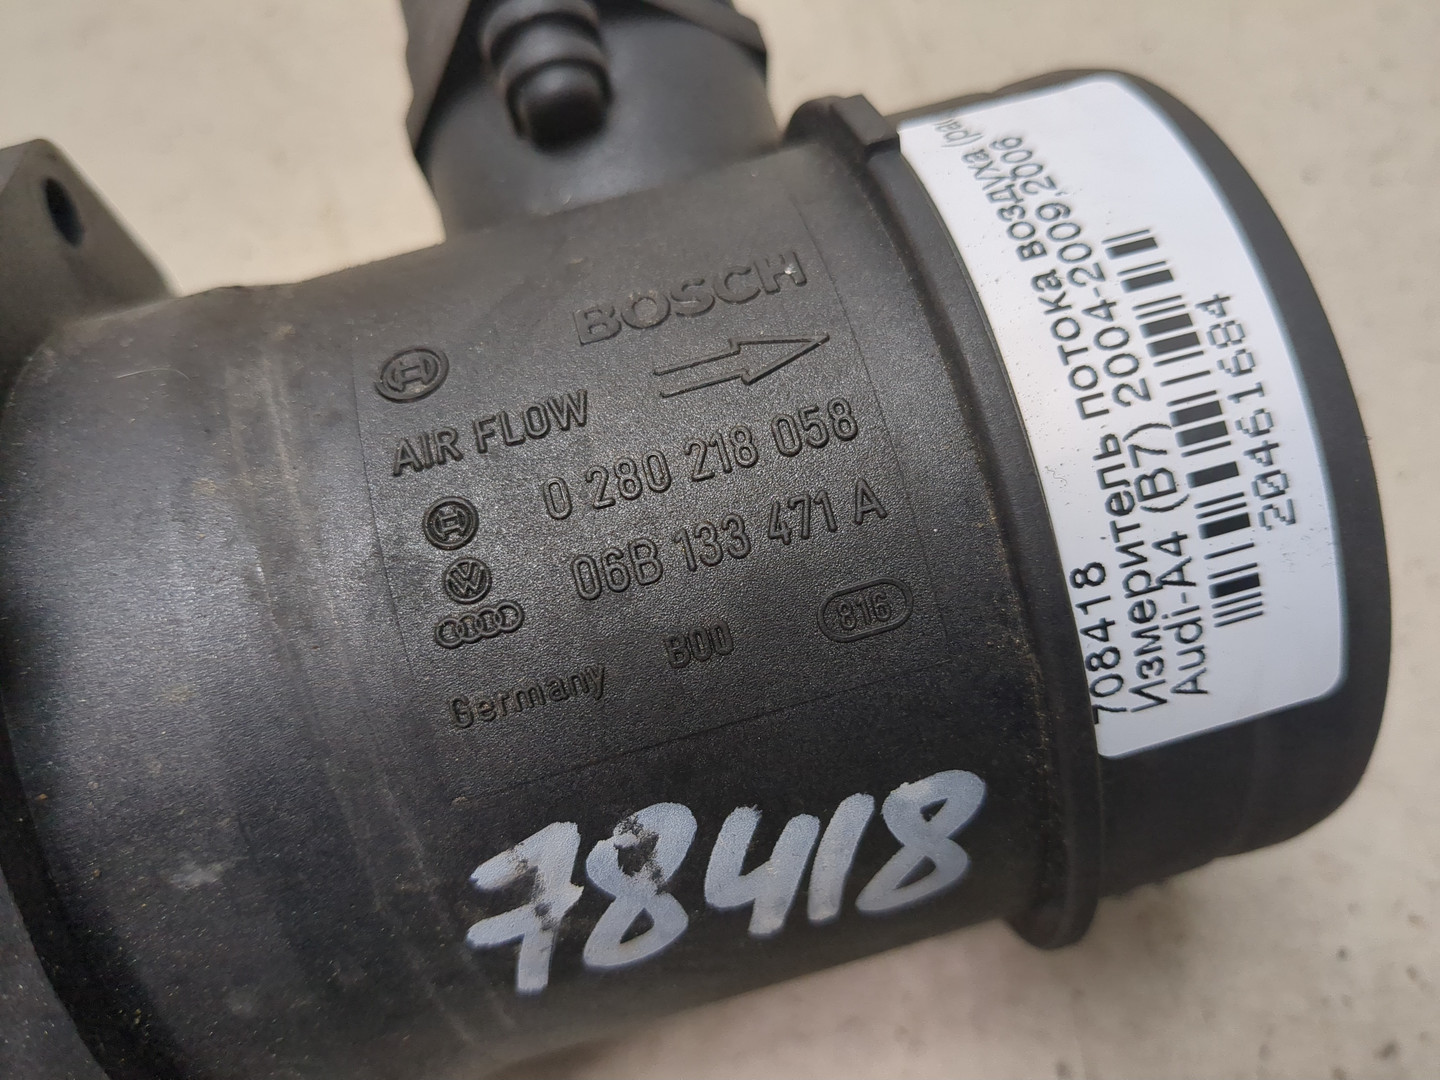 BOSCH
AIR FLOW
0 280 218 058
06B 133 471 A
Germany B00 816
78418
708418
Измеритель потока воздуха
Audi-A4 (B7) 2004-2009,2006
20461684